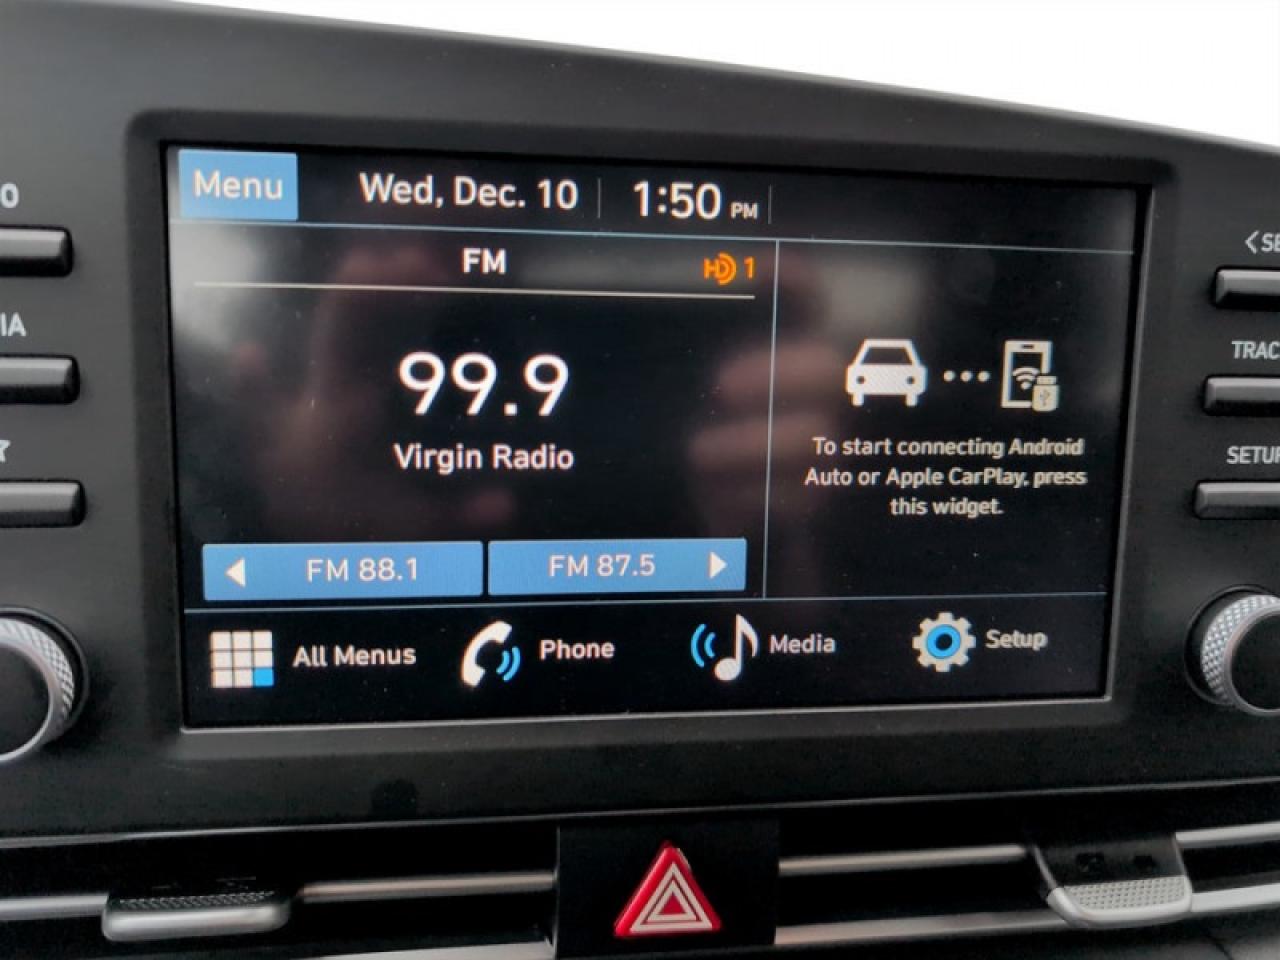 Menu
Wed, Dec. 10
1:50 PM
FM
HD 1
99.9
Virgin Radio
FM 88.1
FM 87.5
To start connecting Android
Auto or Apple CarPlay, press
this widget.
All Menus
Phone
Media
Setup
O
IA
<SE
TRAC
SETUP